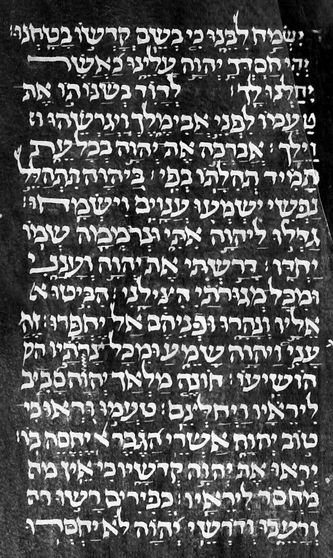 ישמח לבנו כי בשם קדשו בטחנו:
יהי חסדך יהוה עלינו כאשר
יחלנו לך: לדוד בשנותו את
טעמו לפני אבימלך ויגרשהו וי
וילך: אברכה את יהוה בכל עת
תמיד תהלתו בפי: ביהוה תתהלל
נפשי ישמעו ענוים וישמחו:
גדלו ליהוה אתי ונרוממה שמו
יחדו: דרשתי את יהוה וענני
ומכל מגורתי הצילני: הביטו א
אליו ונהרו ופניהם אל יחפרו: זה
עני ויהוה שמע ומכל צרתיו הו
הושיעו: חונה מלאך יהוה סביב
ליראיו ויחלצם: טעמו וראו כי
טוב יהוה אשרי הגבר יחסה בו:
יראו את יהוה קדשיו כי אין מח
מחסר ליראיו: כפירים רשו ור
ורעבו ודרשי יהוה לא יחסרו